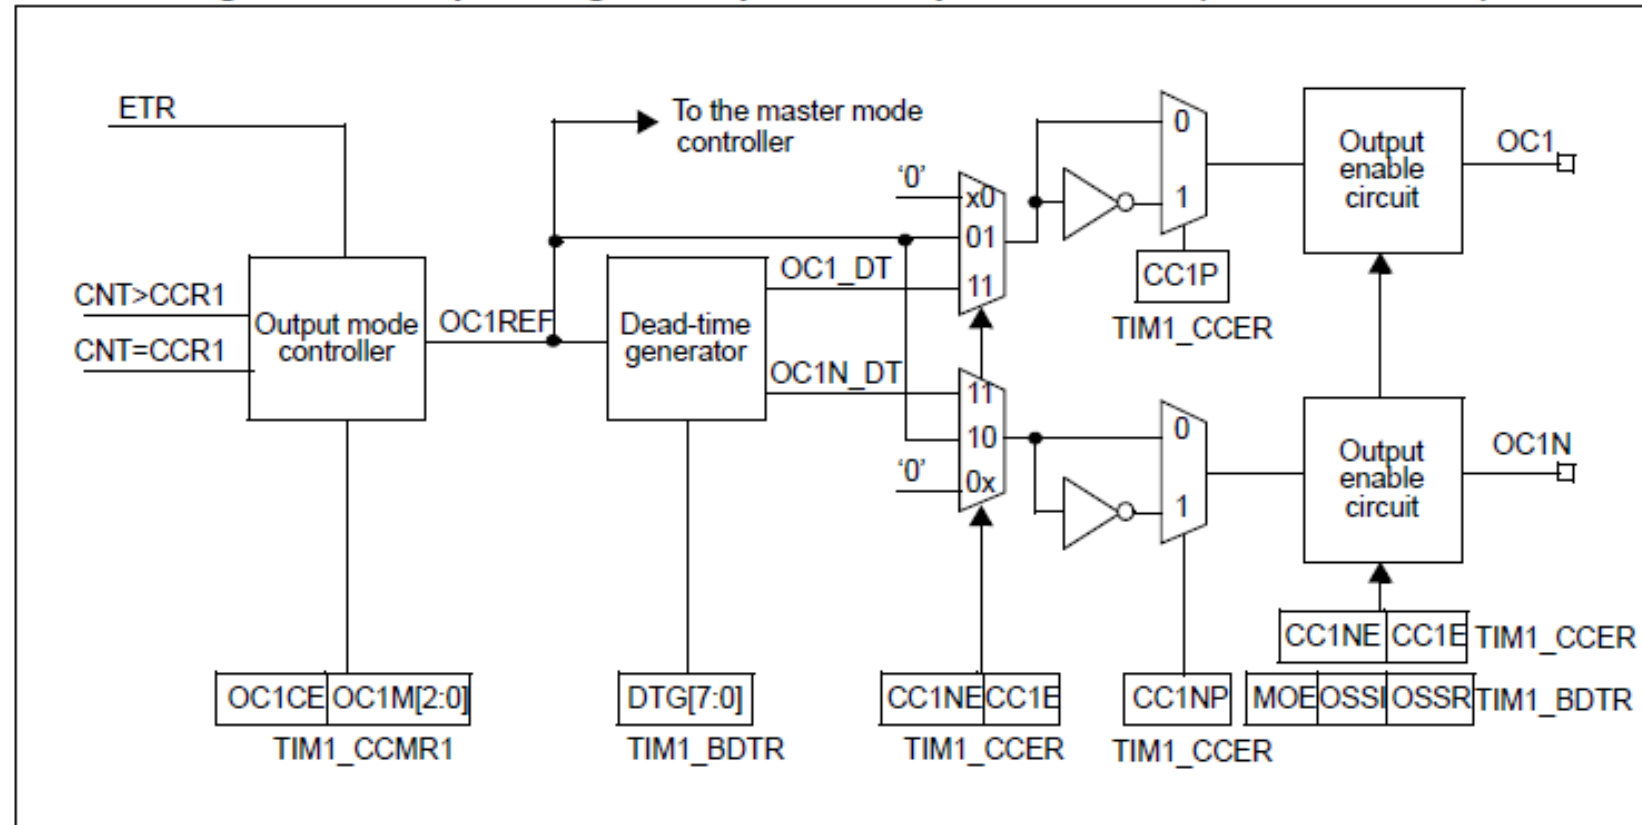 ETR
To the master mode
controller
'0'
x0
01
11
0
1
Output
enable
circuit
OC1
CC1P
TIM1_CCER
CNT>CCR1
CNT=CCR1
Output mode
controller
OC1REF
Dead-time
generator
OC1_DT
OC1N_DT
11
10
0x
'0'
0
1
Output
enable
circuit
OC1N
CC1NE CC1E TIM1_CCER
OC1CE OC1M[2:0]
TIM1_CCMR1
DTG[7:0]
TIM1_BDTR
CC1NE CC1E
TIM1_CCER
CC1NP
TIM1_CCER
MOE OSSI OSSR TIM1_BDTR